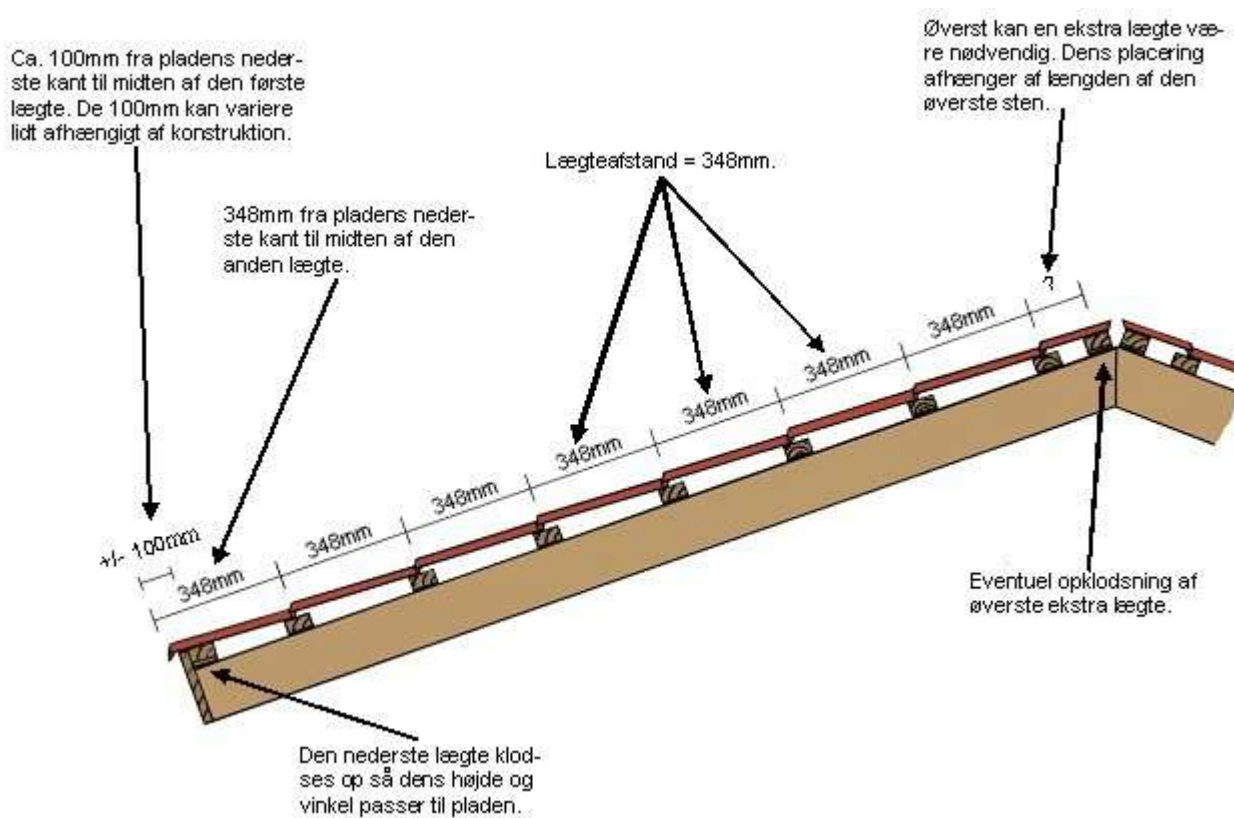 Ca. 100mm fra pladens neder-
ste kant til midten af den første
lægte. De 100mm kan variere
lidt afhængigt af konstruktion.
Øverst kan en ekstra lægte væ-
re nødvendig. Dens placering
afhænger af længden af den
øverste sten.
Lægteafstand = 348mm.
348mm fra pladens neder-
ste kant til midten af den
anden lægte.
?
348mm
348mm
348mm
348mm
348mm
348mm
348mm
+/- 100mm
Eventuel opklodsning af
øverste ekstra lægte.
Den nederste lægte klod-
ses op så dens højde og
vinkel passer til pladen.